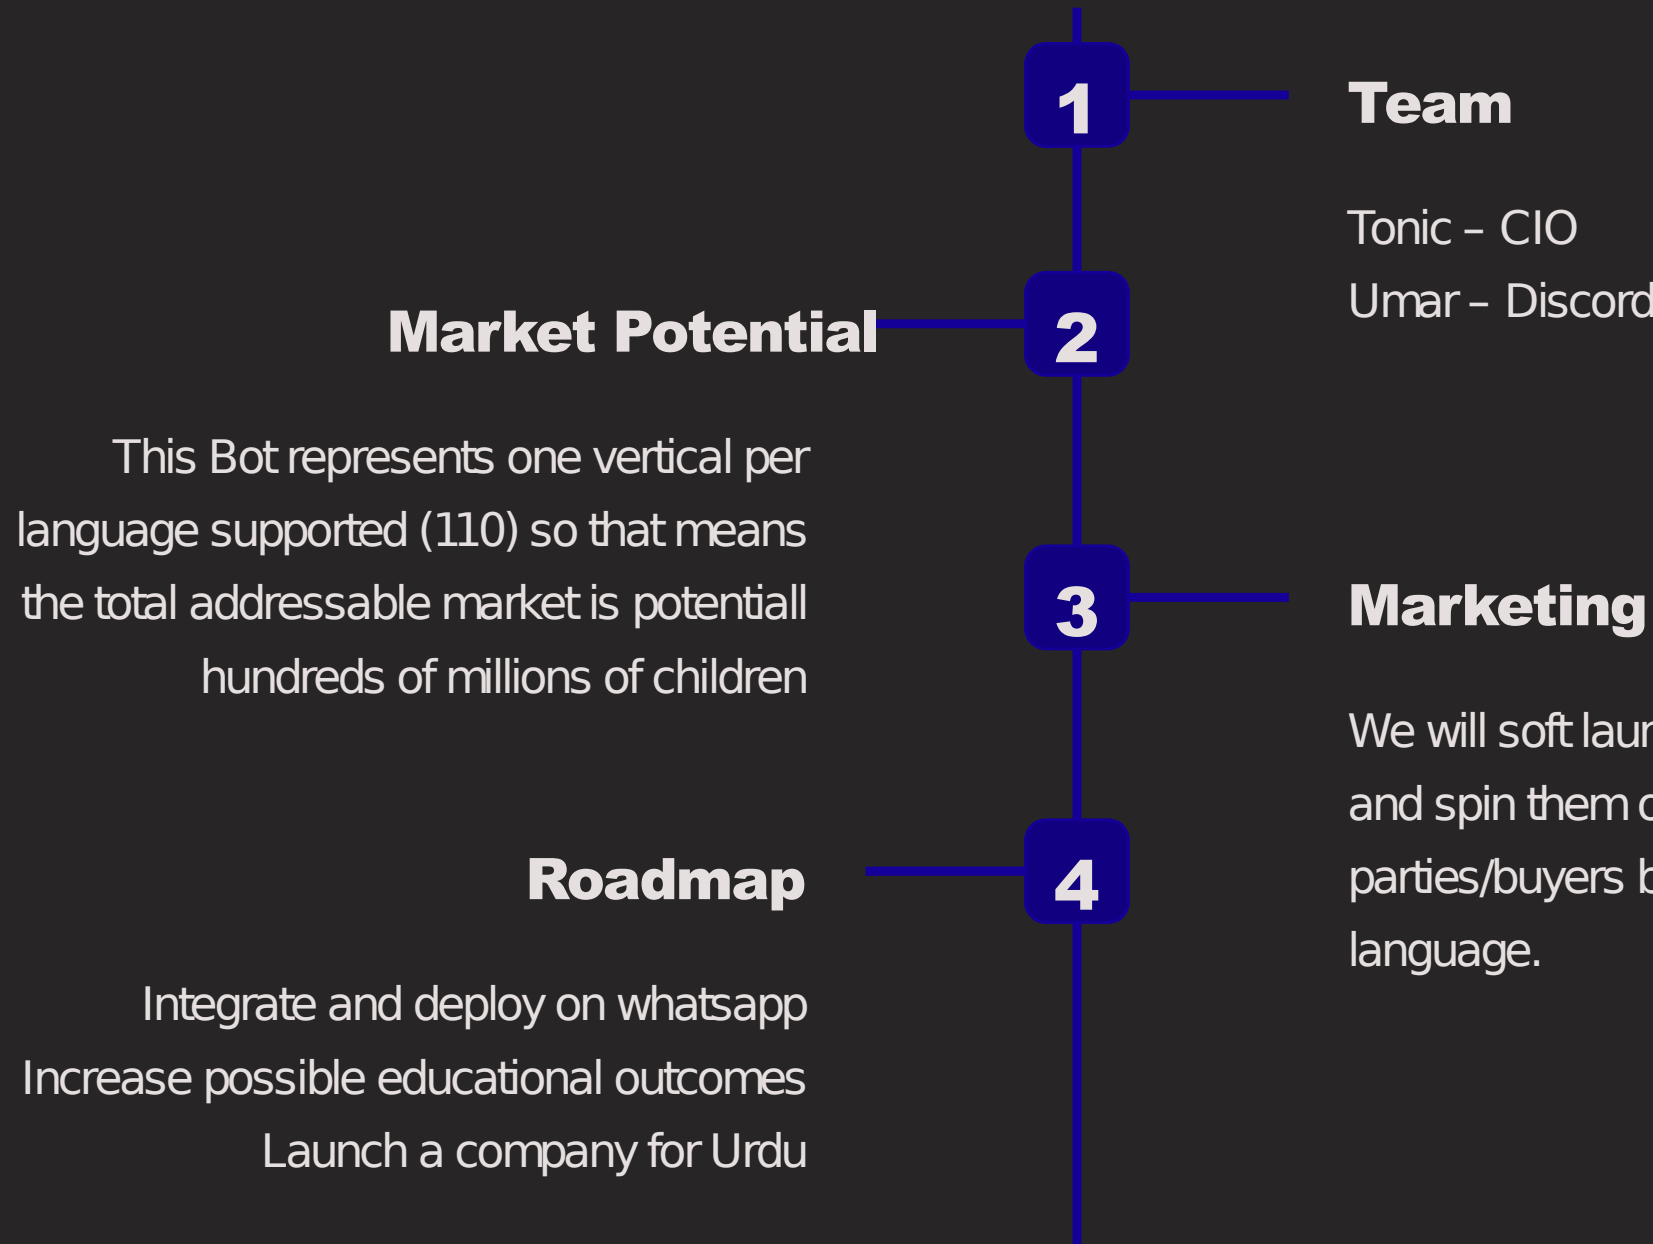 1
Team
Tonic – CIO
Umar – Discord
2
Market Potential
This Bot represents one vertical per
language supported (110) so that means
the total addressable market is potentiall
hundreds of millions of children
3
Marketing
We will soft
and spin them
parties/buyers
language.
4
Roadmap
Integrate and deploy on whatsapp
Increase possible educational outcomes
Launch a company for Urdu